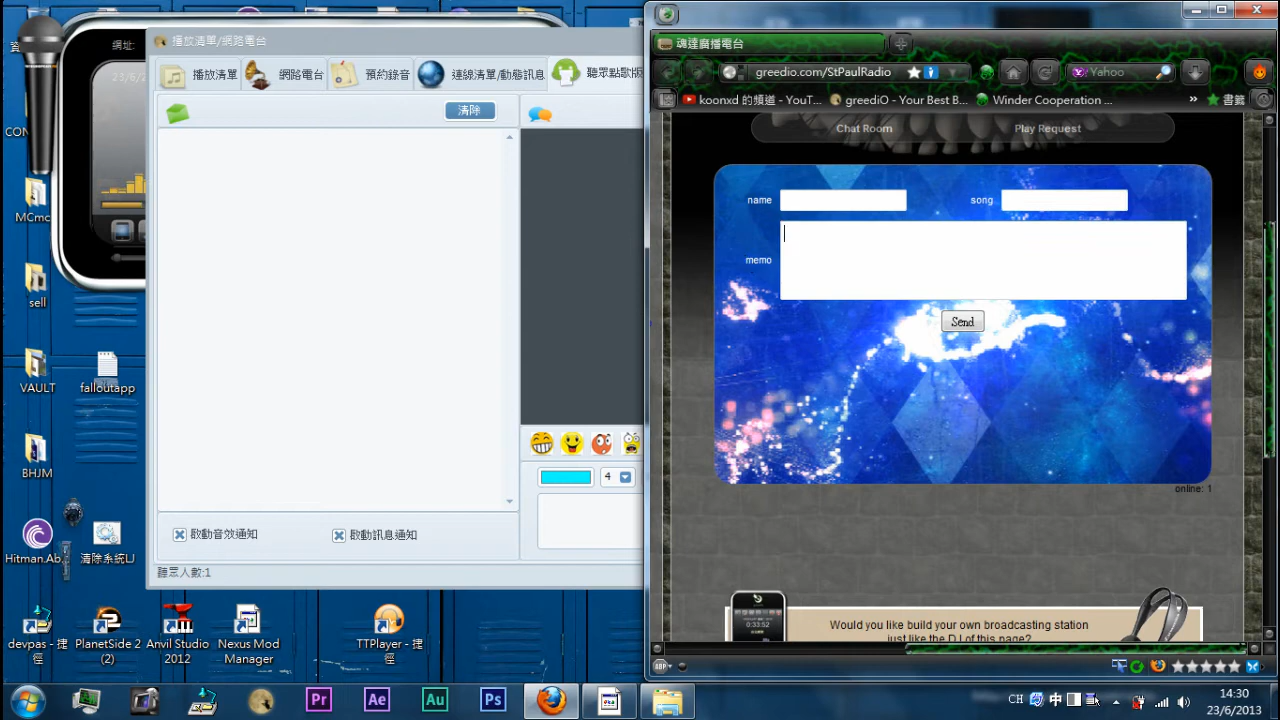 網址:
23/6/2
播放清單/網路電台
播放清單
網路電台
預約錄音
連線清單/動態訊息
聽眾點歌版
清除
4
啟動音效通知
啟動訊息通知
聽眾人數:1
MCmc
sell
VAULT
falloutapp
BHJM
Hitman.Ab
清除系統LJ
devpas - 捷徑
PlanetSide 2 (2)
Anvil Studio 2012
Nexus Mod Manager
TTPlayer - 捷徑
魂達廣播電台
greedio.com/StPaulRadio
Yahoo
koonxd 的頻道 - YouT...
greediO - Your Best B...
Winder Cooperation ...
»
書籤
Chat Room
Play Request
name
song
memo
Send
online: 1
0:33:52
Would you like build your own broadcasting station
just like the DJ of this page?
ABP
Pr
Ae
Au
Ps
CH
中
14:30
23/6/2013